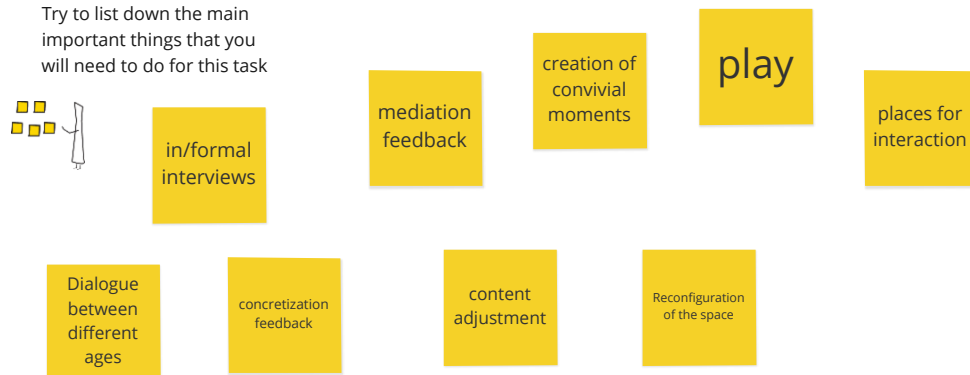 Try to list down the main
important things that you
will need to do for this task
in/formal
interviews
mediation
feedback
creation of
convivial
moments
play
places for
interaction
Dialogue
between
different
ages
concretization
feedback
content
adjustment
Reconfiguration
of the space